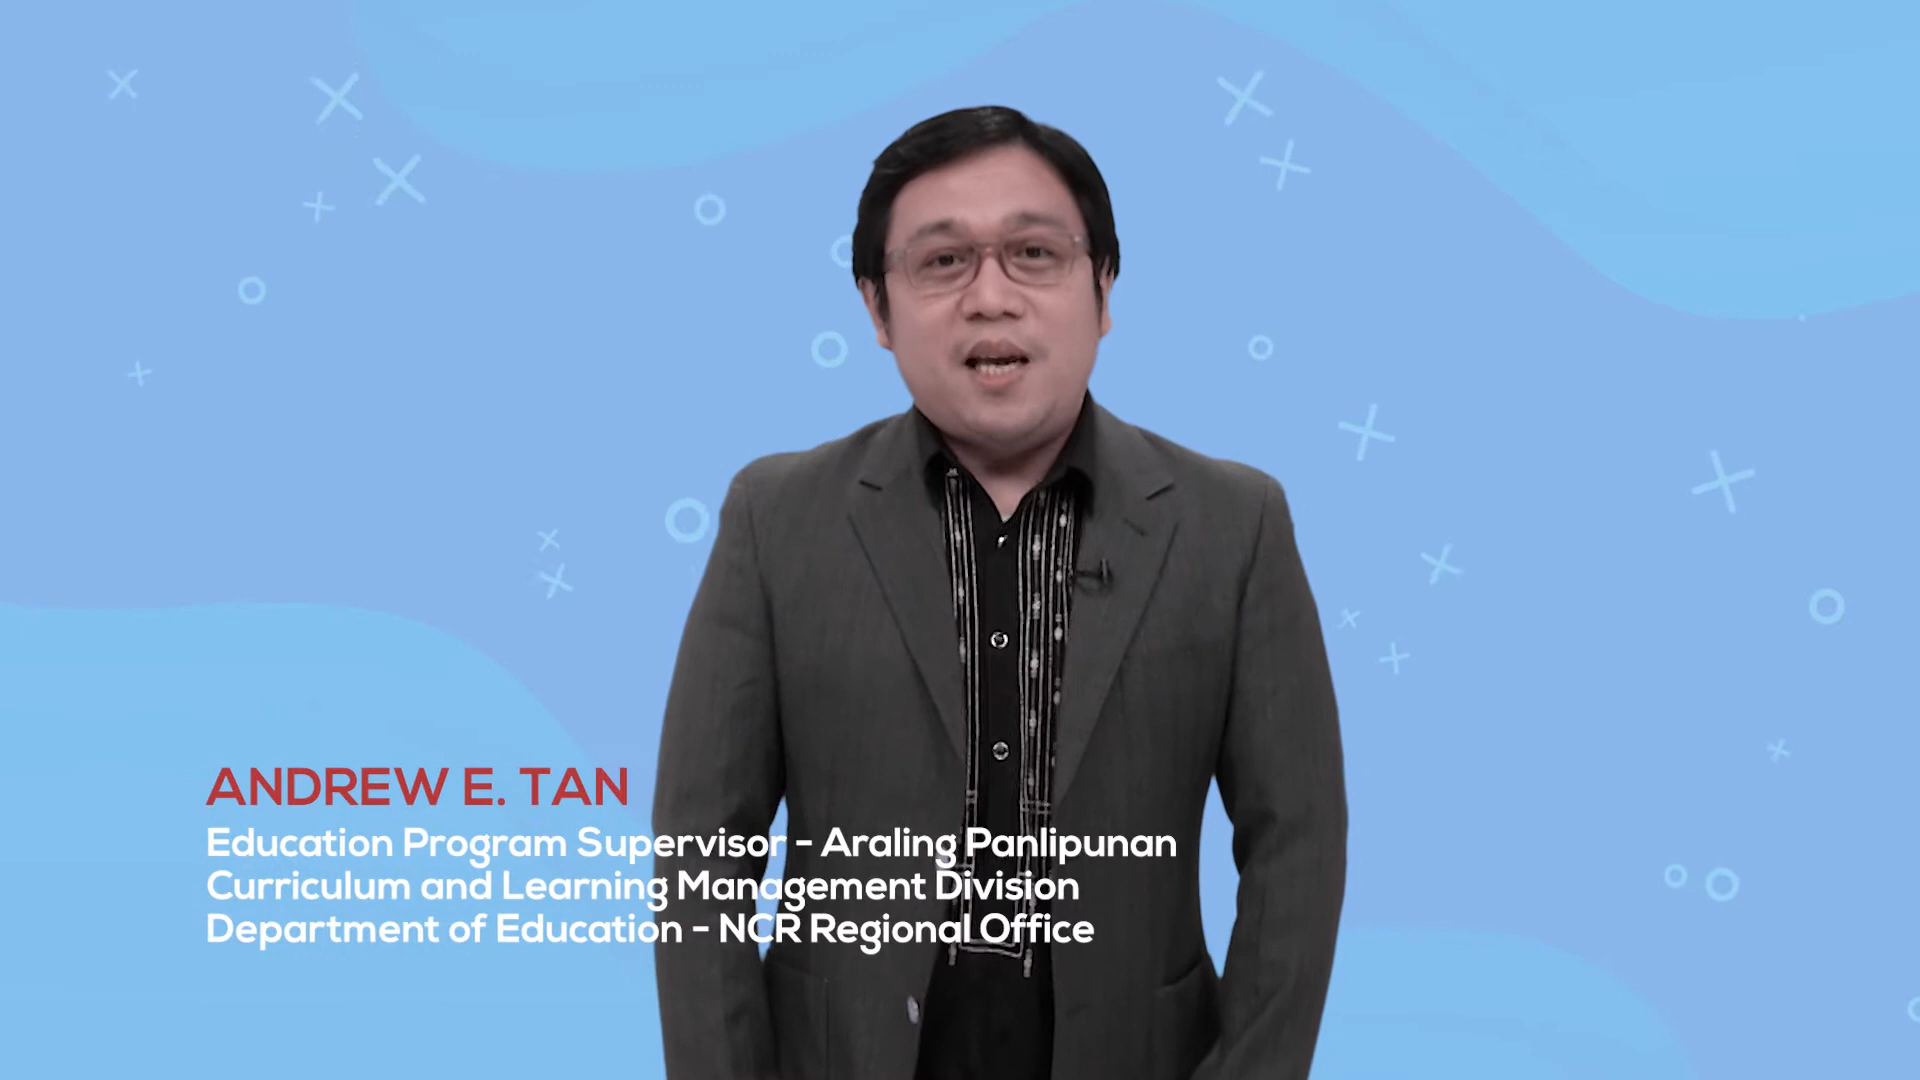 ANDREW E. TAN
Education Program Supervisor - Araling Panlipunan
Curriculum and Learning Management Division
Department of Education - NCR Regional Office